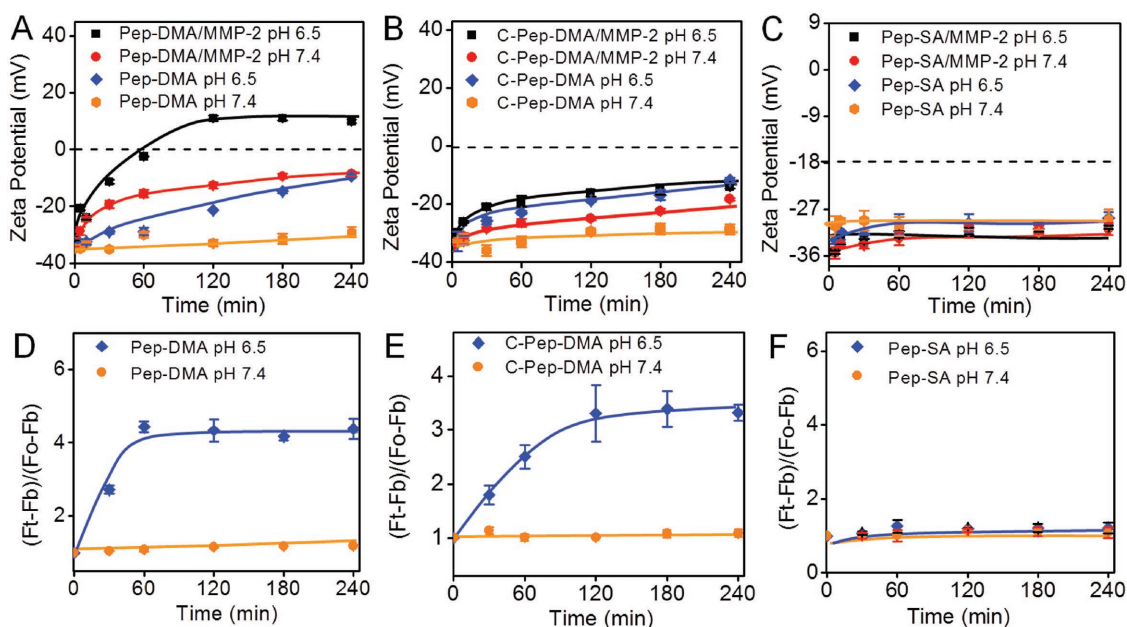 A
Pep-DMA/MMP-2 pH 6.5
Pep-DMA/MMP-2 pH 7.4
Pep-DMA pH 6.5
Pep-DMA pH 7.4
40
20
0
-20
-40
Zeta Potential (mV)
0 60 120 180 240
Time (min)
B
C-Pep-DMA/MMP-2 pH 6.5
C-Pep-DMA/MMP-2 pH 7.4
C-Pep-DMA pH 6.5
C-Pep-DMA pH 7.4
40
20
0
-20
-40
Zeta Potential (mV)
0 60 120 180 240
Time (min)
C
Pep-SA/MMP-2 pH 6.5
Pep-SA/MMP-2 pH 7.4
Pep-SA pH 6.5
Pep-SA pH 7.4
9
0
-9
-18
-27
-36
Zeta Potential (mV)
0 60 120 180 240
Time (min)
D
Pep-DMA pH 6.5
Pep-DMA pH 7.4
6
4
2
(Ft-Fb)/(Fo-Fb)
0 60 120 180 240
Time (min)
E
C-Pep-DMA pH 6.5
C-Pep-DMA pH 7.4
4
3
2
1
(Ft-Fb)/(Fo-Fb)
0 60 120 180 240
Time (min)
F
Pep-SA pH 6.5
Pep-SA pH 7.4
6
4
2
0
(Ft-Fb)/(Fo-Fb)
0 60 120 180 240
Time (min)